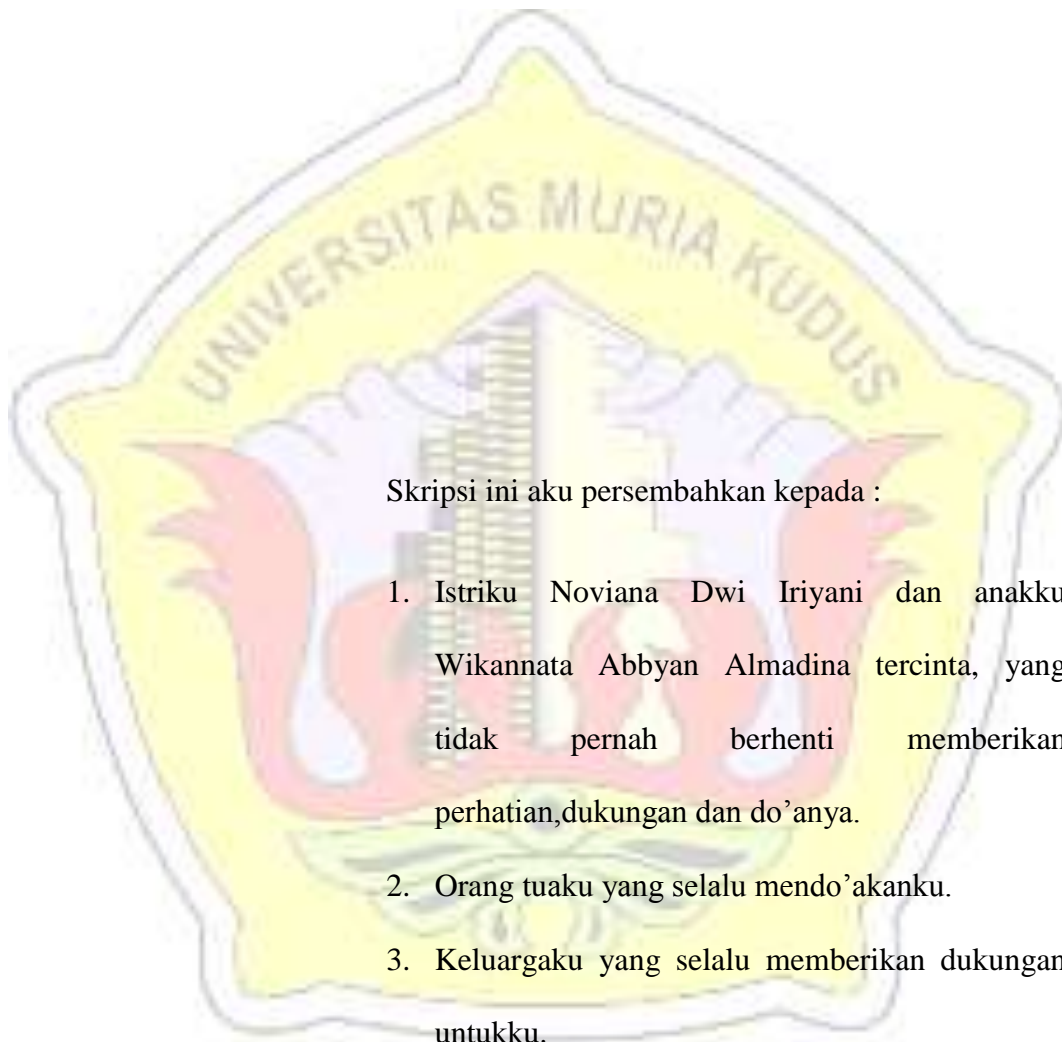 UNIVERSITAS MURIA KUDUS
Skripsi ini aku persembahkan kepada :
1. Istriku Noviana Dwi Iriyani dan anakku
Wikannata Abbyan Almadina tercinta, yang
tidak pernah berhenti memberikan
perhatian,dukungan dan do’anya.
2. Orang tuaku yang selalu mendo’akanku.
3. Keluargaku yang selalu memberikan dukungan
untukku.